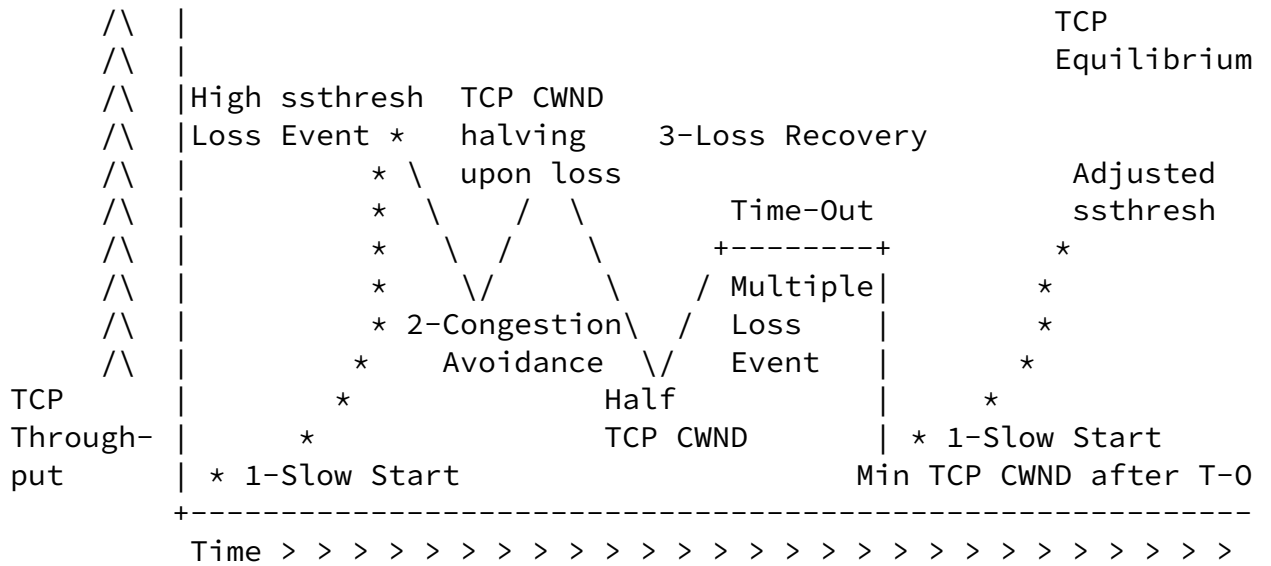 /\  |                                                TCP
/\  |                                                Equilibrium
/\  |High ssthresh  TCP CWND
/\  |Loss Event *   halving    3-Loss Recovery
/\  |          * \  upon loss                         Adjusted
/\  |          *  \    /  \        Time-Out           ssthresh
/\  |          *   \  /    \      +--------+         *
/\  |          *    \/      \    / Multiple|        *
/\  |          * 2-Congestion\  /  Loss    |        *
/\  |         *    Avoidance  \/   Event   |       *
TCP      |        *              Half           |     *
Through- |      *                TCP CWND       | * 1-Slow Start
put      | * 1-Slow Start                      Min TCP CWND after T-O
+-----------------------------------------------------------
Time > > > > > > > > > > > > > > > > > > > > > > > > > > >